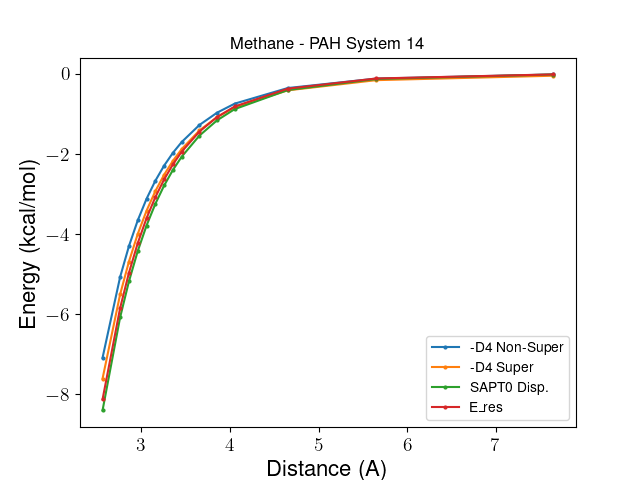 Methane - PAH System 14
Energy (kcal/mol)
0
−2
−4
−6
−8
-D4 Non-Super
-D4 Super
SAPT0 Disp.
E_res
3 4 5 6 7
Distance (A)